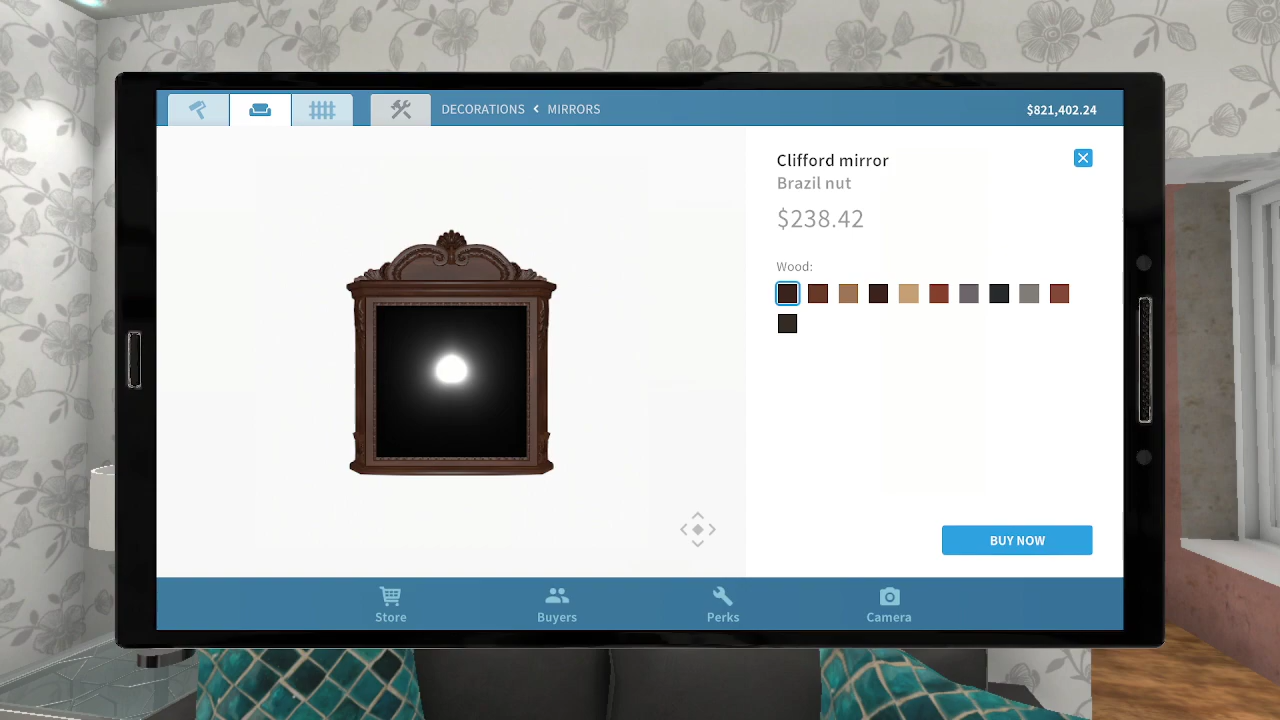 DECORATIONS < MIRRORS
$821,402.24
Clifford mirror
Brazil nut
$238.42
Wood:
BUY NOW
Store
Buyers
Perks
Camera